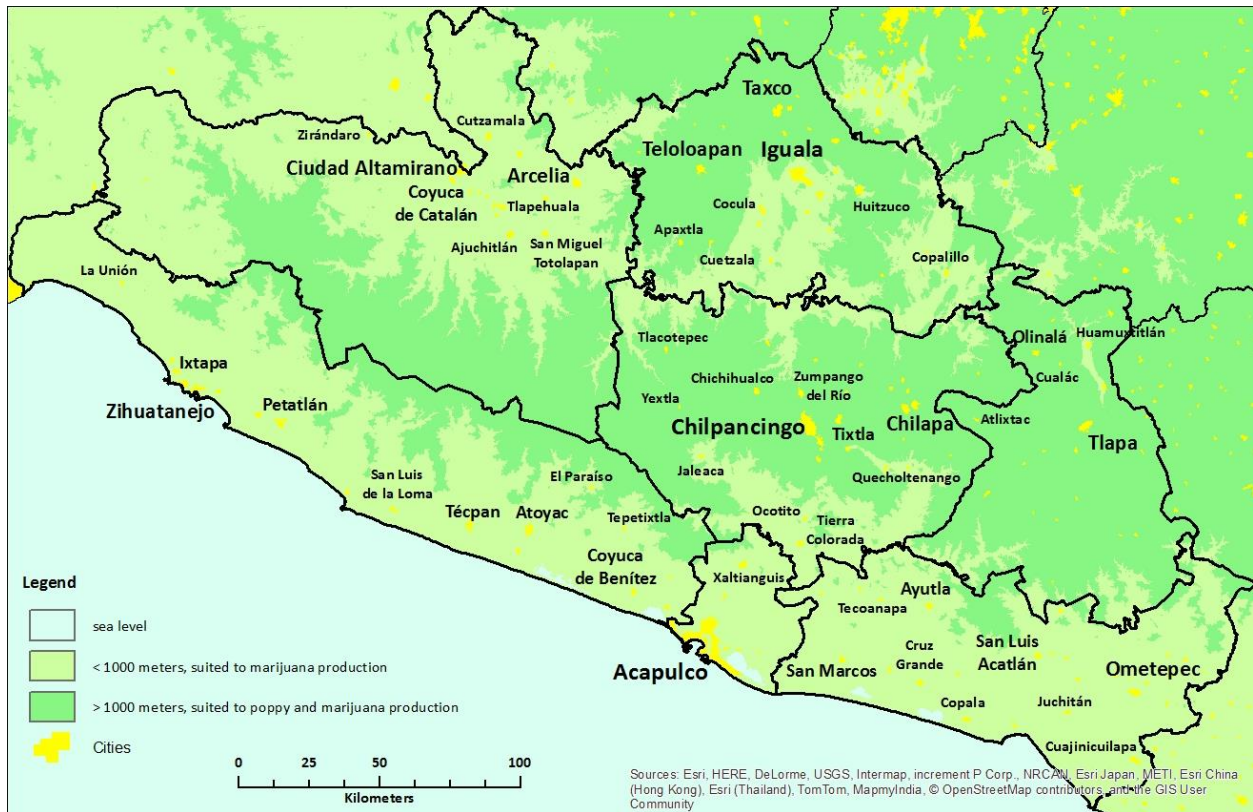 Taxco
Cutzamala
Zirándaro
Teloloapan
Iguala
Ciudad Altamirano
Arcelia
Coyuca
de Catalán
Tlapehuala
Cocula
Huitzuco
Apaxtla
Ajuchitlán
San Miguel
Totolapan
Cuetzala
Copalillo
La Unión
Tlacotepec
Olinalá
Huamuxtitlán
Ixtapa
Chichihualco
Zumpango
del Río
Cualác
Yextla
Zihuatanejo
Petatlán
Chilpancingo
Tixtla
Chilapa
Atlixtac
Tlapa
San Luis
de la Loma
El Paraíso
Jaleaca
Quecholtenango
Técpan
Atoyac
Tepetixtla
Ocotito
Tierra
Colorada
Coyuca
de Benítez
Xaltianguis
Ayutla
Tecoanapa
Cruz
Grande
San Luis
Acatlán
Acapulco
San Marcos
Ometepec
Copala
Juchitán
Cuajinicuilapa
Legend
sea level
< 1000 meters, suited to marijuana production
> 1000 meters, suited to poppy and marijuana production
Cities
0 25 50 100
Kilometers
Sources: Esri, HERE, DeLorme, USGS, Intermap, increment P Corp., NRCAN, Esri Japan, METI, Esri China
(Hong Kong), Esri (Thailand), TomTom, MapmyIndia, © OpenStreetMap contributors, and the GIS User
Community